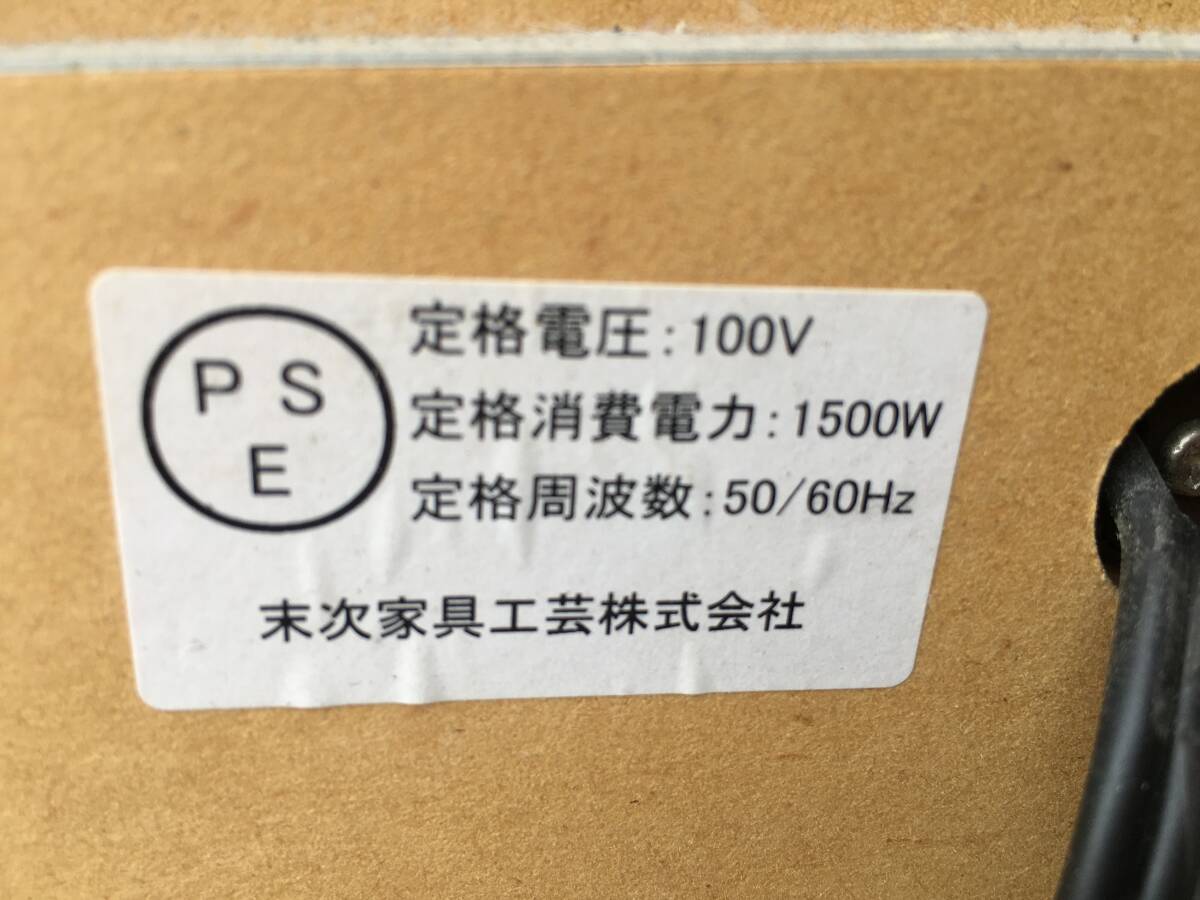 P S
E
定格電圧:100V
定格消費電力:1500W
定格周波数:50/60Hz
末次家具工芸株式会社